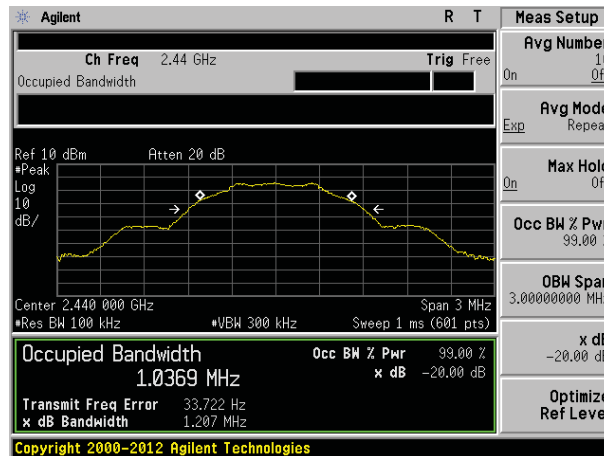 Agilent R T Meas Setup
Ch Freq 2.44 GHz Trig Free
Occupied Bandwidth
Avg Number
10
On Off
Avg Mode
Exp Repeat
Max Hold
On Off
Occ BW % Pwr
99.00 %
OBW Span
3.00000000 MHz
x dB
-20.00 dB
Optimize
Ref Level
Ref 10 dBm Atten 20 dB
#Peak
Log
10
dB/
Center 2.440 000 GHz Span 3 MHz
#Res BW 100 kHz #VBW 300 kHz Sweep 1 ms (601 pts)
Occupied Bandwidth Occ BW % Pwr 99.00 %
1.0369 MHz x dB -20.00 dB
Transmit Freq Error 33.722 Hz
x dB Bandwidth 1.207 MHz
Copyright 2000-2012 Agilent Technologies